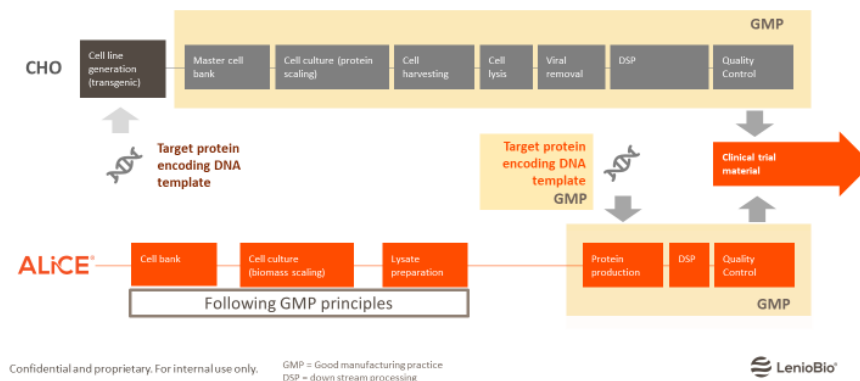 GMP
CHO
Cell line
generation
(transgenic)
Master cell
bank
Cell culture (protein
scaling)
Cell
harvesting
Cell
lysis
Viral
removal
DSP
Quality
Control
Target protein
encoding DNA
template
Target protein
encoding DNA
template
GMP
Clinical trial
material
ALiCE®
Cell bank
Cell culture
(biomass scaling)
Lysate
preparation
Protein
production
DSP
Quality
Control
Following GMP principles
GMP
Confidential and proprietary. For internal use only.
GMP = Good manufacturing practice
DSP = down stream processing
LenioBio®